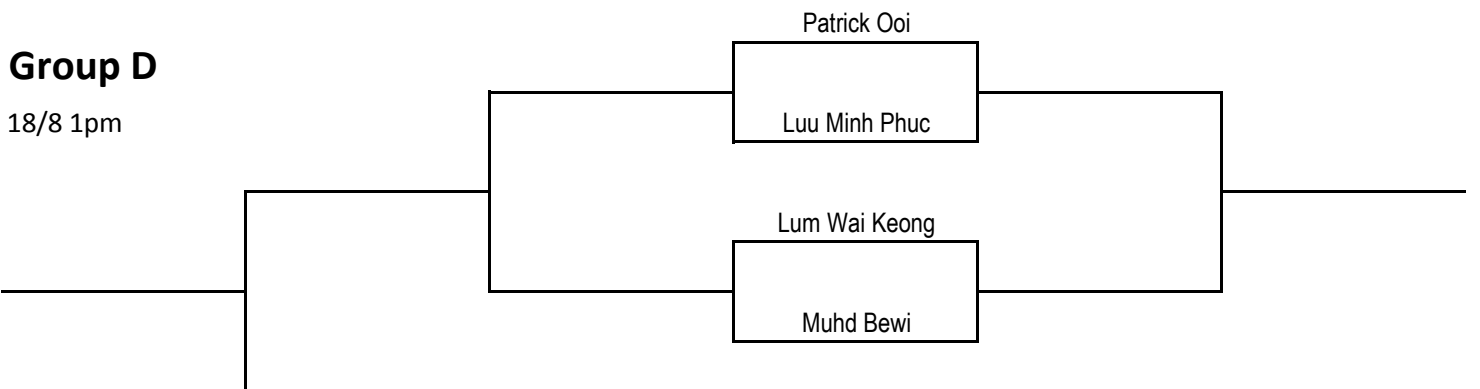 Patrick Ooi
Group D
18/8 1pm
Luu Minh Phuc
Lum Wai Keong
Muhd Bewi